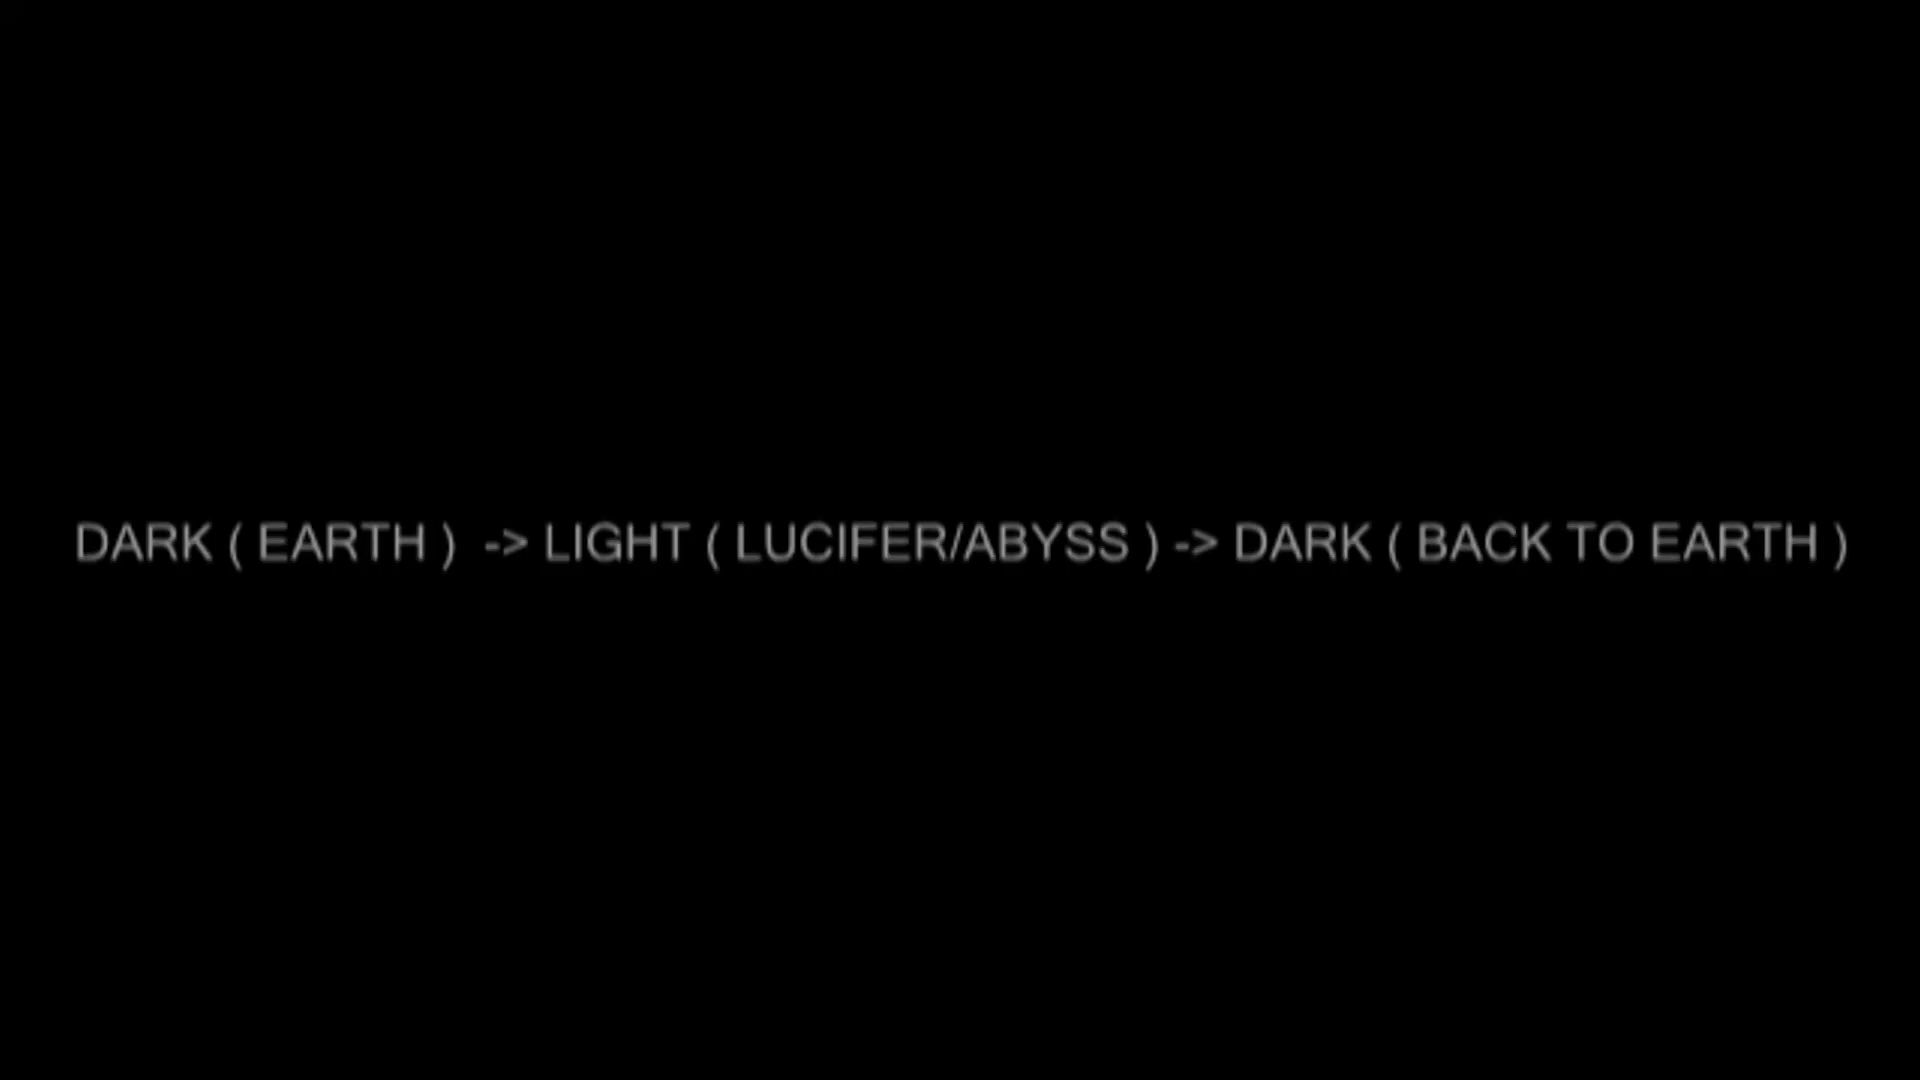 DARK ( EARTH )  -> LIGHT ( LUCIFER/ABYSS ) -> DARK ( BACK TO EARTH )